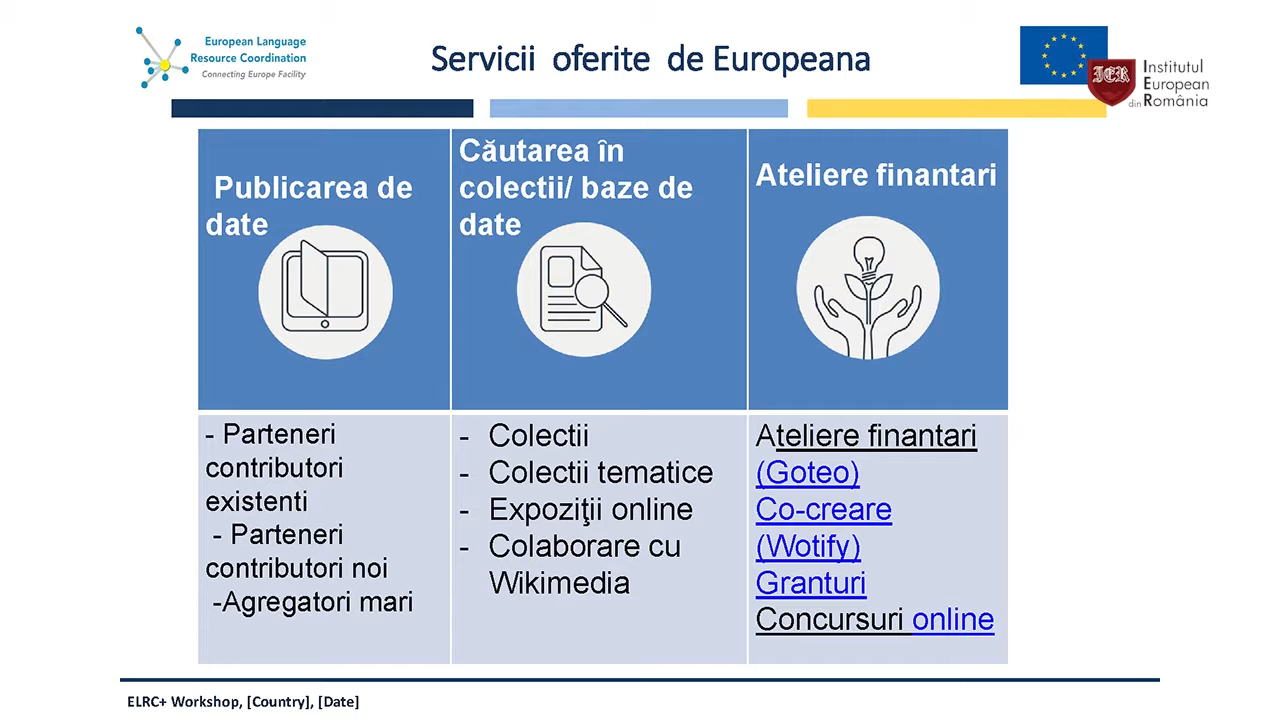 European Language
Resource Coordination
Connecting Europe Facility
Servicii oferite de Europeana
IER
Institutul
European
din România
Publicarea de
date
Căutarea în
colectii/ baze de
date
Ateliere finantari
- Parteneri
contributori
existenti
- Parteneri
contributori noi
-Agregatori mari
- Colectii
- Colectii tematice
- Expoziţii online
- Colaborare cu
Wikimedia
Ateliere finantari
(Goteo)
Co-creare
(Wotify)
Granturi
Concursuri online
ELRC+ Workshop, [Country], [Date]